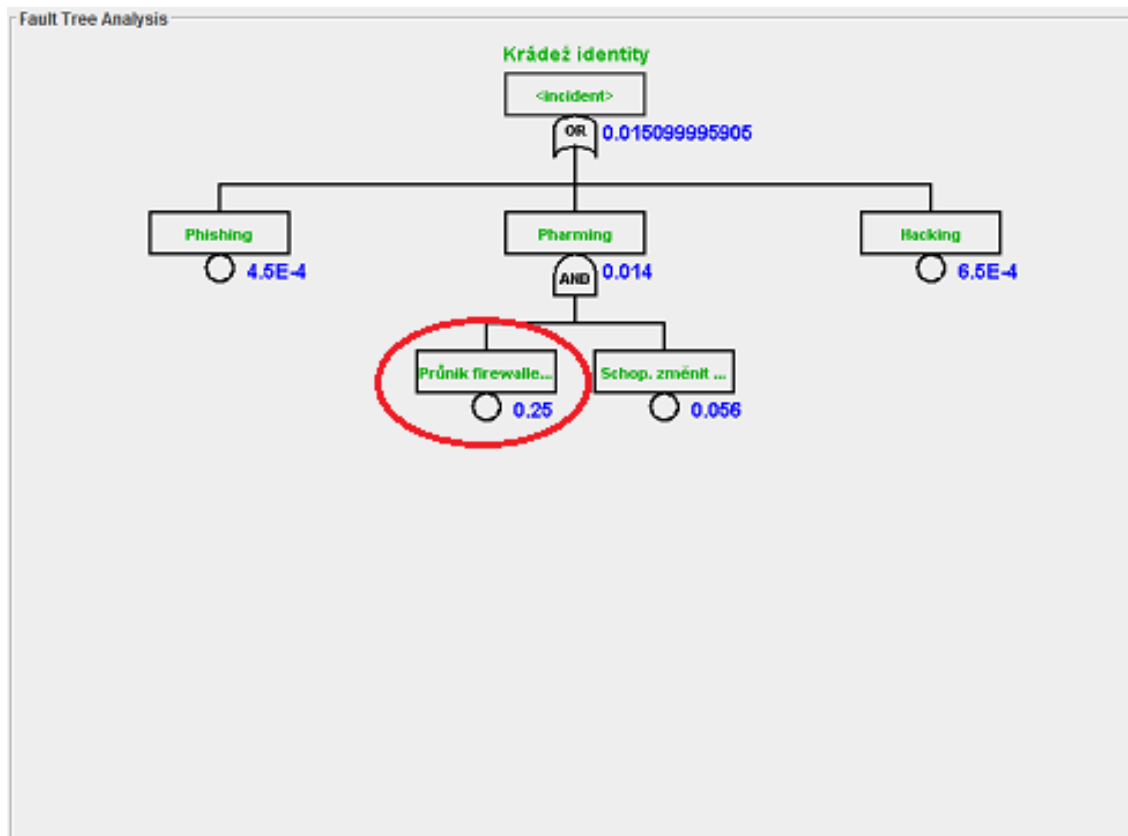 Fault Tree Analysis
Krádež identity
<incident>
OR 0.015099995905
Phishing Pharming Hacking
4.5E-4 AND 0.014 6.5E-4
Průnik firewalle... Schop. změnit ...
0.25 0.056